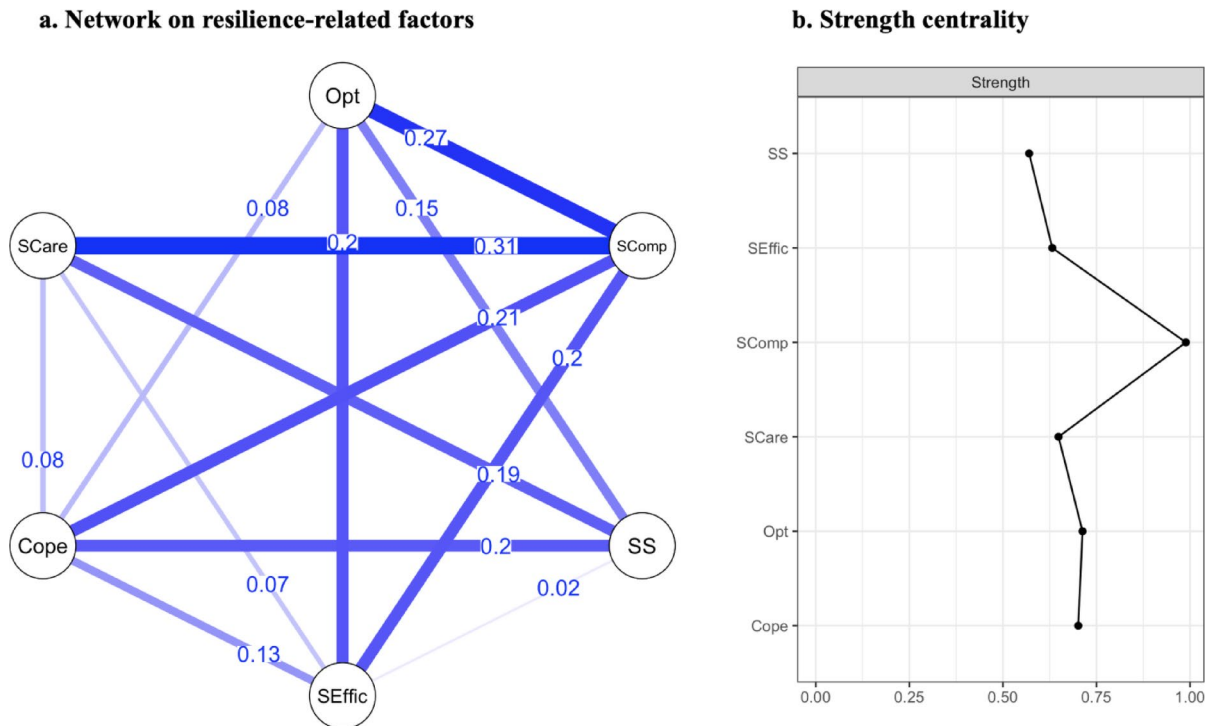 a. Network on resilience-related factors
Opt
SCare
SComp
Cope
SS
SEffic
0.27
0.08
0.15
0.2
0.31
0.21
0.2
0.08
0.19
0.2
0.07
0.02
0.13
b. Strength centrality
Strength
SS
SEffic
SComp
SCare
Opt
Cope
0.00
0.25
0.50
0.75
1.00